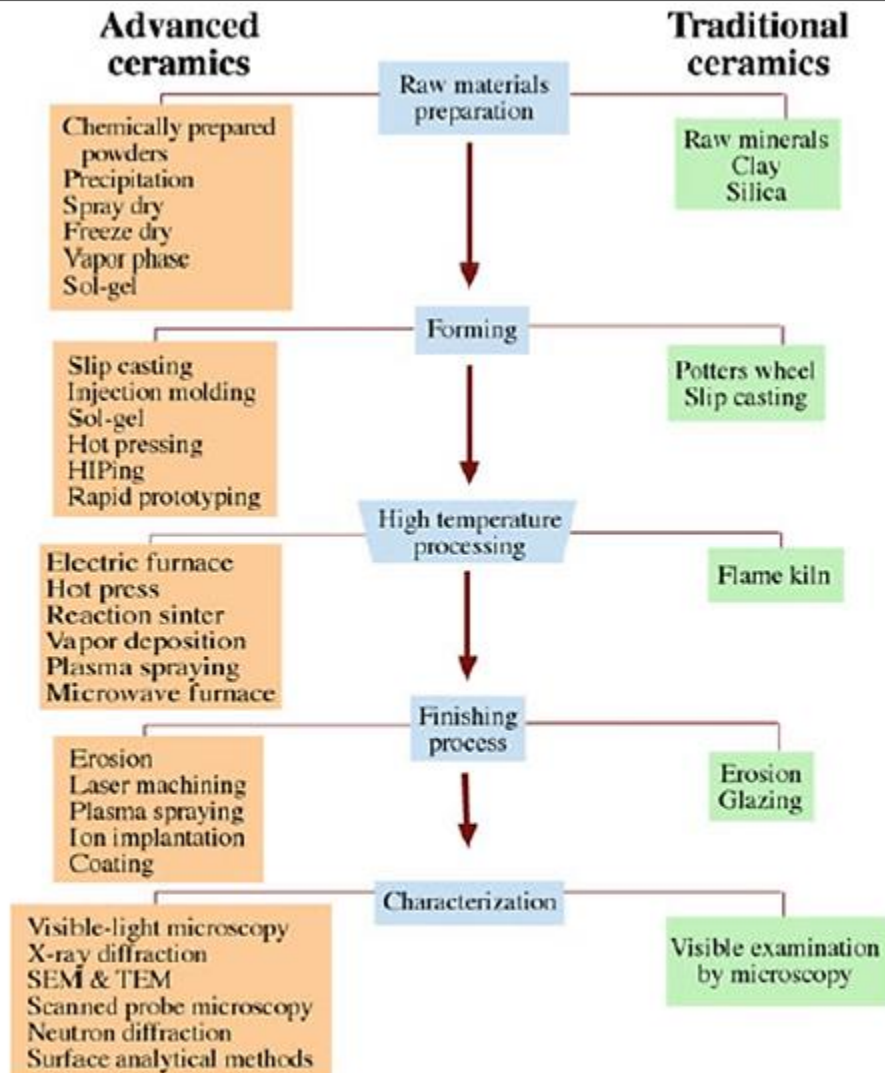 Advanced
ceramics
Traditional
ceramics
Raw materials
preparation
Chemically prepared
powders
Precipitation
Spray dry
Freeze dry
Vapor phase
Sol-gel
Raw minerals
Clay
Silica
Forming
Slip casting
Injection molding
Sol-gel
Hot pressing
HIPing
Rapid prototyping
Potters wheel
Slip casting
High temperature
processing
Electric furnace
Hot press
Reaction sinter
Vapor deposition
Plasma spraying
Microwave furnace
Flame kiln
Finishing
process
Erosion
Laser machining
Plasma spraying
Ion implantation
Coating
Erosion
Glazing
Characterization
Visible-light microscopy
X-ray diffraction
SEM & TEM
Scanned probe microscopy
Neutron diffraction
Surface analytical methods
Visible examination
by microscopy